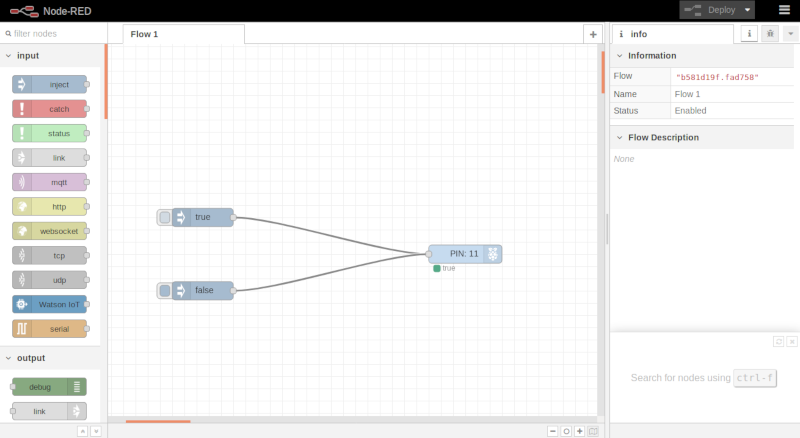 Node-RED
Deploy
filter nodes
Flow 1
info
input
inject
catch
status
link
mqtt
http
websocket
tcp
udp
Watson IoT
serial
output
debug
link
true
false
PIN: 11
true
Information
Flow "b581d19f.fad758"
Name Flow 1
Status Enabled
Flow Description
None
Search for nodes using ctrl-f